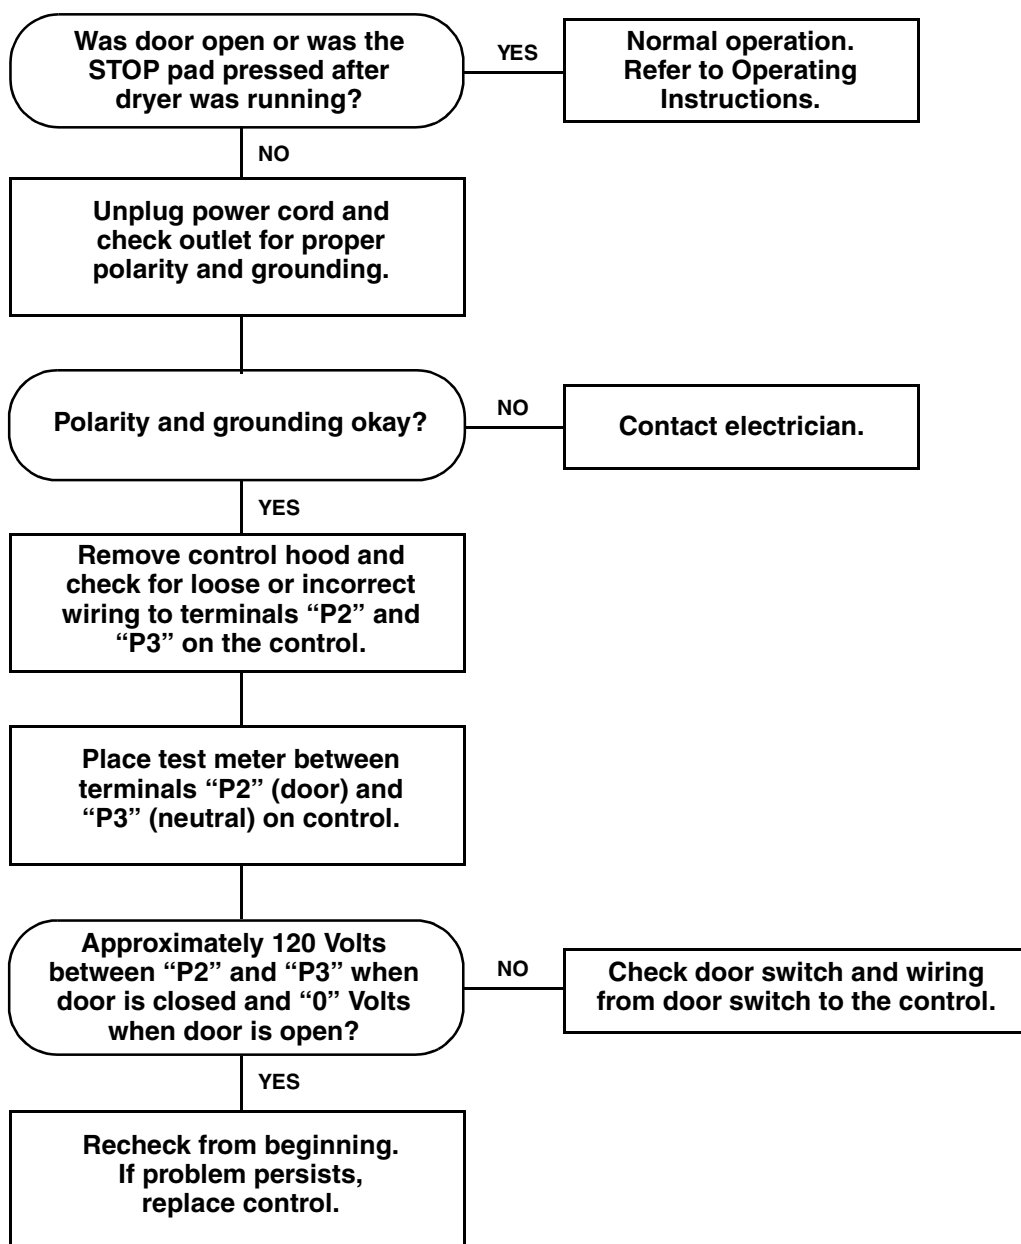 Was door open or was the
STOP pad pressed after
dryer was running?
YES
Normal operation.
Refer to Operating
Instructions.
NO
Unplug power cord and
check outlet for proper
polarity and grounding.
Polarity and grounding okay?
NO
Contact electrician.
YES
Remove control hood and
check for loose or incorrect
wiring to terminals “P2” and
“P3” on the control.
Place test meter between
terminals “P2” (door) and
“P3” (neutral) on control.
Approximately 120 Volts
between “P2” and “P3” when
door is closed and “0” Volts
when door is open?
NO
Check door switch and wiring
from door switch to the control.
YES
Recheck from beginning.
If problem persists,
replace control.